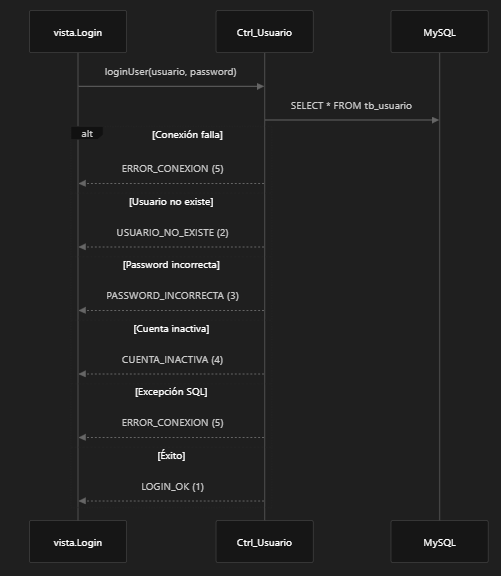 vista.Login
Ctrl_Usuario
MySQL
loginUser(usuario, password)
SELECT * FROM tb_usuario
alt
[Conexión falla]
ERROR_CONEXION (5)
[Usuario no existe]
USUARIO_NO_EXISTE (2)
[Password incorrecta]
PASSWORD_INCORRECTA (3)
[Cuenta inactiva]
CUENTA_INACTIVA (4)
[Excepción SQL]
ERROR_CONEXION (5)
[Éxito]
LOGIN_OK (1)
vista.Login
Ctrl_Usuario
MySQL